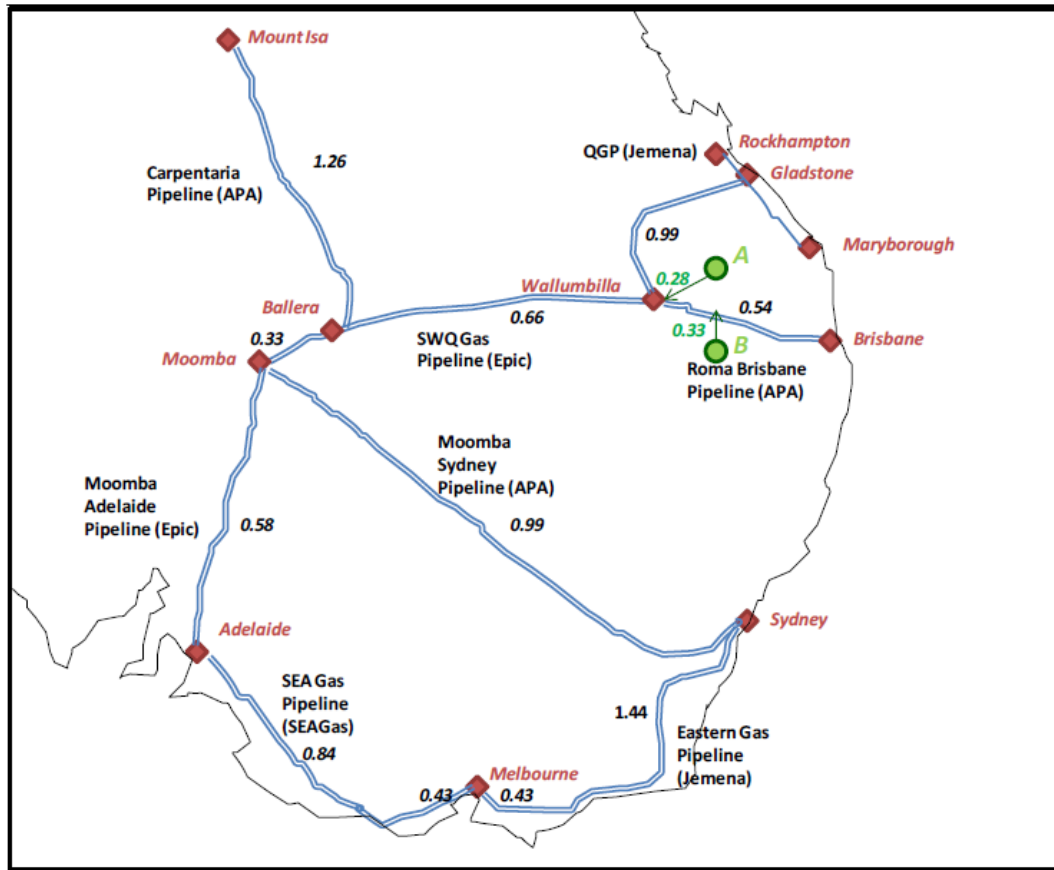 Mount Isa
Rockhampton
QGP (Jemena)
Gladstone
1.26
Carpentaria
Pipeline (APA)
0.99
Maryborough
A
Wallumbilla
0.28
Ballera
0.54
0.66
0.33
0.33
SWQ Gas
Pipeline (Epic)
B
Brisbane
Moomba
Roma Brisbane
Pipeline (APA)
Moomba
Sydney
Pipeline (APA)
Moomba
Adelaide
Pipeline (Epic)
0.58
0.99
Adelaide
Sydney
SEA Gas
Pipeline
(SEAGas)
0.84
1.44
Eastern Gas
Pipeline
(Jemena)
Melbourne
0.43
0.43